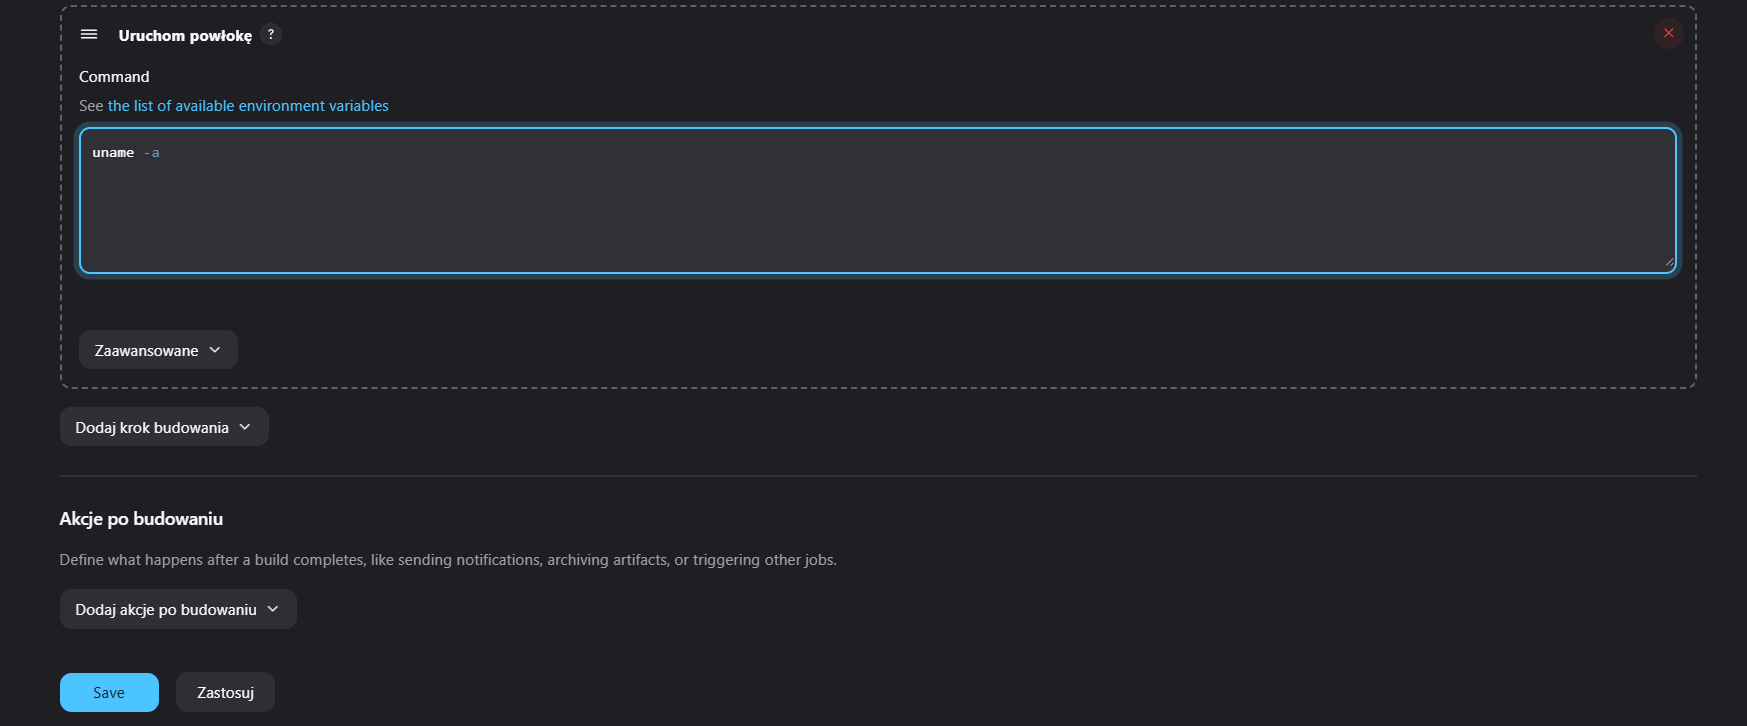 Uruchom powłokę ?
Command
See the list of available environment variables
uname -a
Zaawansowane
Dodaj krok budowania
Akcje po budowaniu
Define what happens after a build completes, like sending notifications, archiving artifacts, or triggering other jobs.
Dodaj akcje po budowaniu
Save Zastosuj